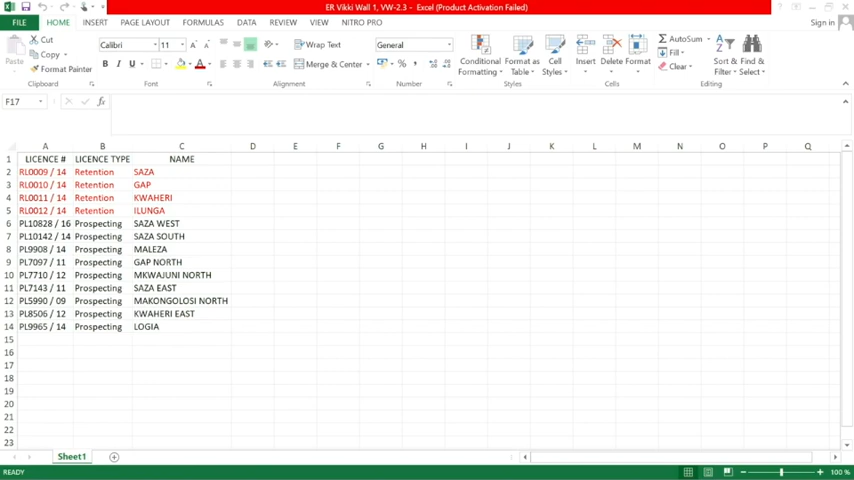 ER Vikki Wall 1, VW-2.3 - Excel (Product Activation Failed)
FILE HOME INSERT PAGE LAYOUT FORMULAS DATA REVIEW VIEW NITRO PRO Sign in
Paste Cut Copy Format Painter
Calibri 11 Wrap Text General Conditional Formatting Format as Table Cell Styles Insert Delete Format AutoSum Fill Clear Sort & Filter Find & Select
B I U A Merge & Center % ,
Clipboard Font Alignment Number Styles Cells Editing
F17 fx
A B C D E F G H I J K L M N O P Q
1 LICENCE # LICENCE TYPE NAME
2 RL0009 / 14 Retention SAZA
3 RL0010 / 14 Retention GAP
4 RL0011 / 14 Retention KWAHERI
5 RL0012 / 14 Retention ILUNGA
6 PL10828 / 16 Prospecting SAZA WEST
7 PL10142 / 14 Prospecting SAZA SOUTH
8 PL9908 / 14 Prospecting MALEZA
9 PL7097 / 11 Prospecting GAP NORTH
10 PL7710 / 12 Prospecting MKWAJUNI NORTH
11 PL7143 / 11 Prospecting SAZA EAST
12 PL5990 / 09 Prospecting MAKONGOLOSI NORTH
13 PL8506 / 12 Prospecting KWAHERI EAST
14 PL9965 / 14 Prospecting LOGIA
15
16
17
18
19
20
21
22
23
Sheet1
READY 100 %